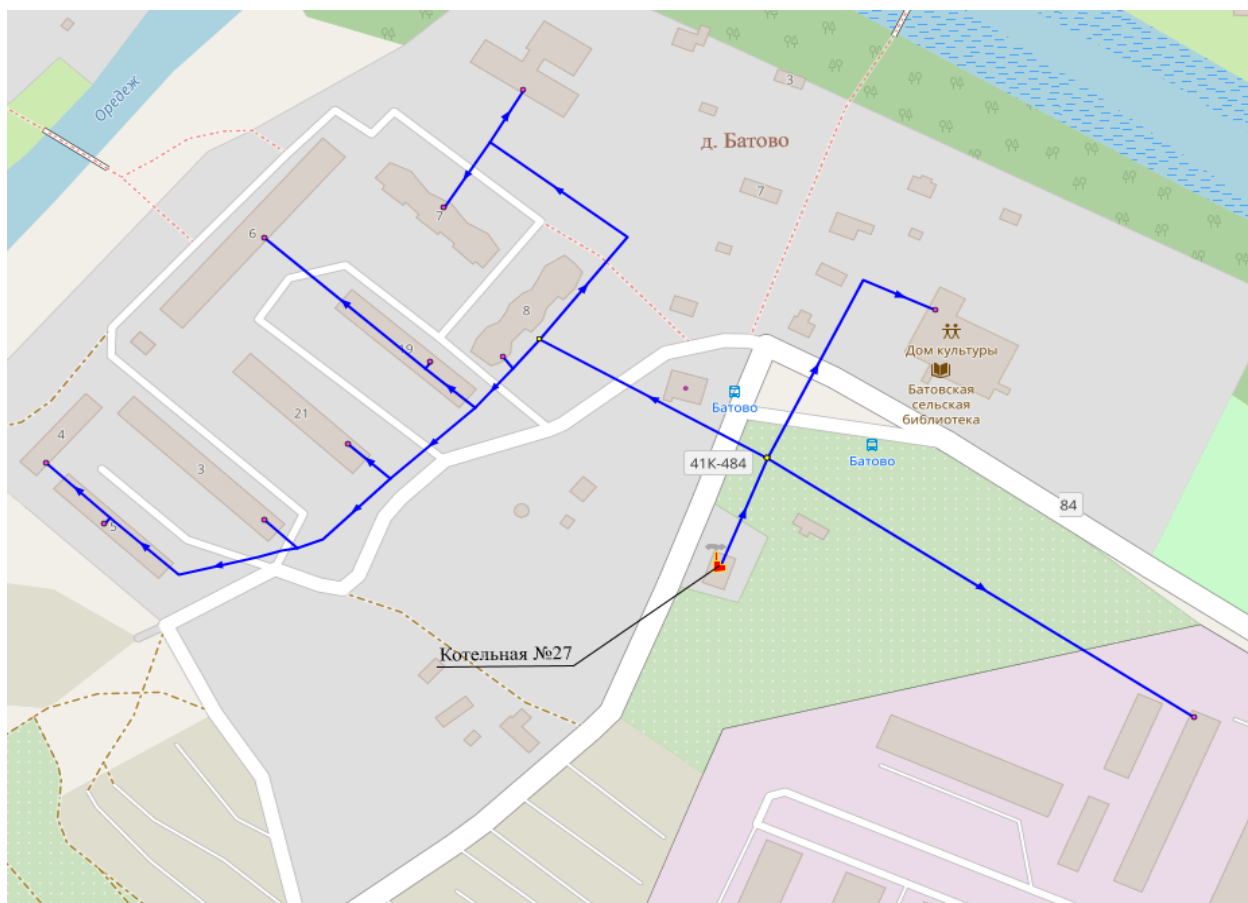 Оредеж
3
д. Батово
7
6
7
8
19
Дом культуры
Батовская
сельская
библиотека
Батово
Батово
21
4
3
5
41К-484
84
Котельная №27